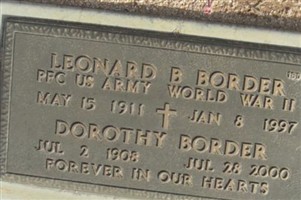 LEONARD B BORDER
PFC US ARMY WORLD WAR II
MAY 15 1911 JAN 8 1997
DOROTHY BORDER
JUL 2 1908 JUL 28 2000
FOREVER IN OUR HEARTS